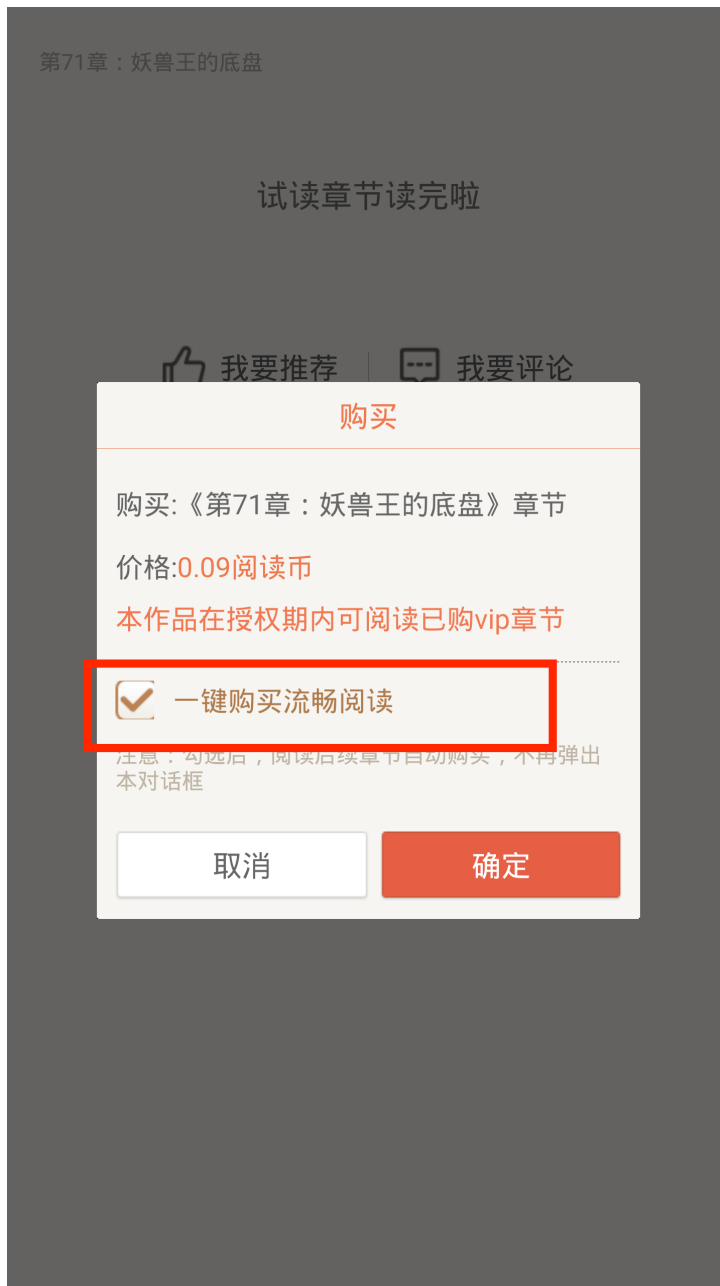 第71章：妖兽王的底盘
试读章节读完啦
我要推荐
我要评论
购买
购买:《第71章：妖兽王的底盘》章节
价格:0.09阅读币
本作品在授权期内可阅读已购vip章节
一键购买流畅阅读
注意：勾选后，阅读后续章节自动购买，不再弹出
本对话框
取消
确定